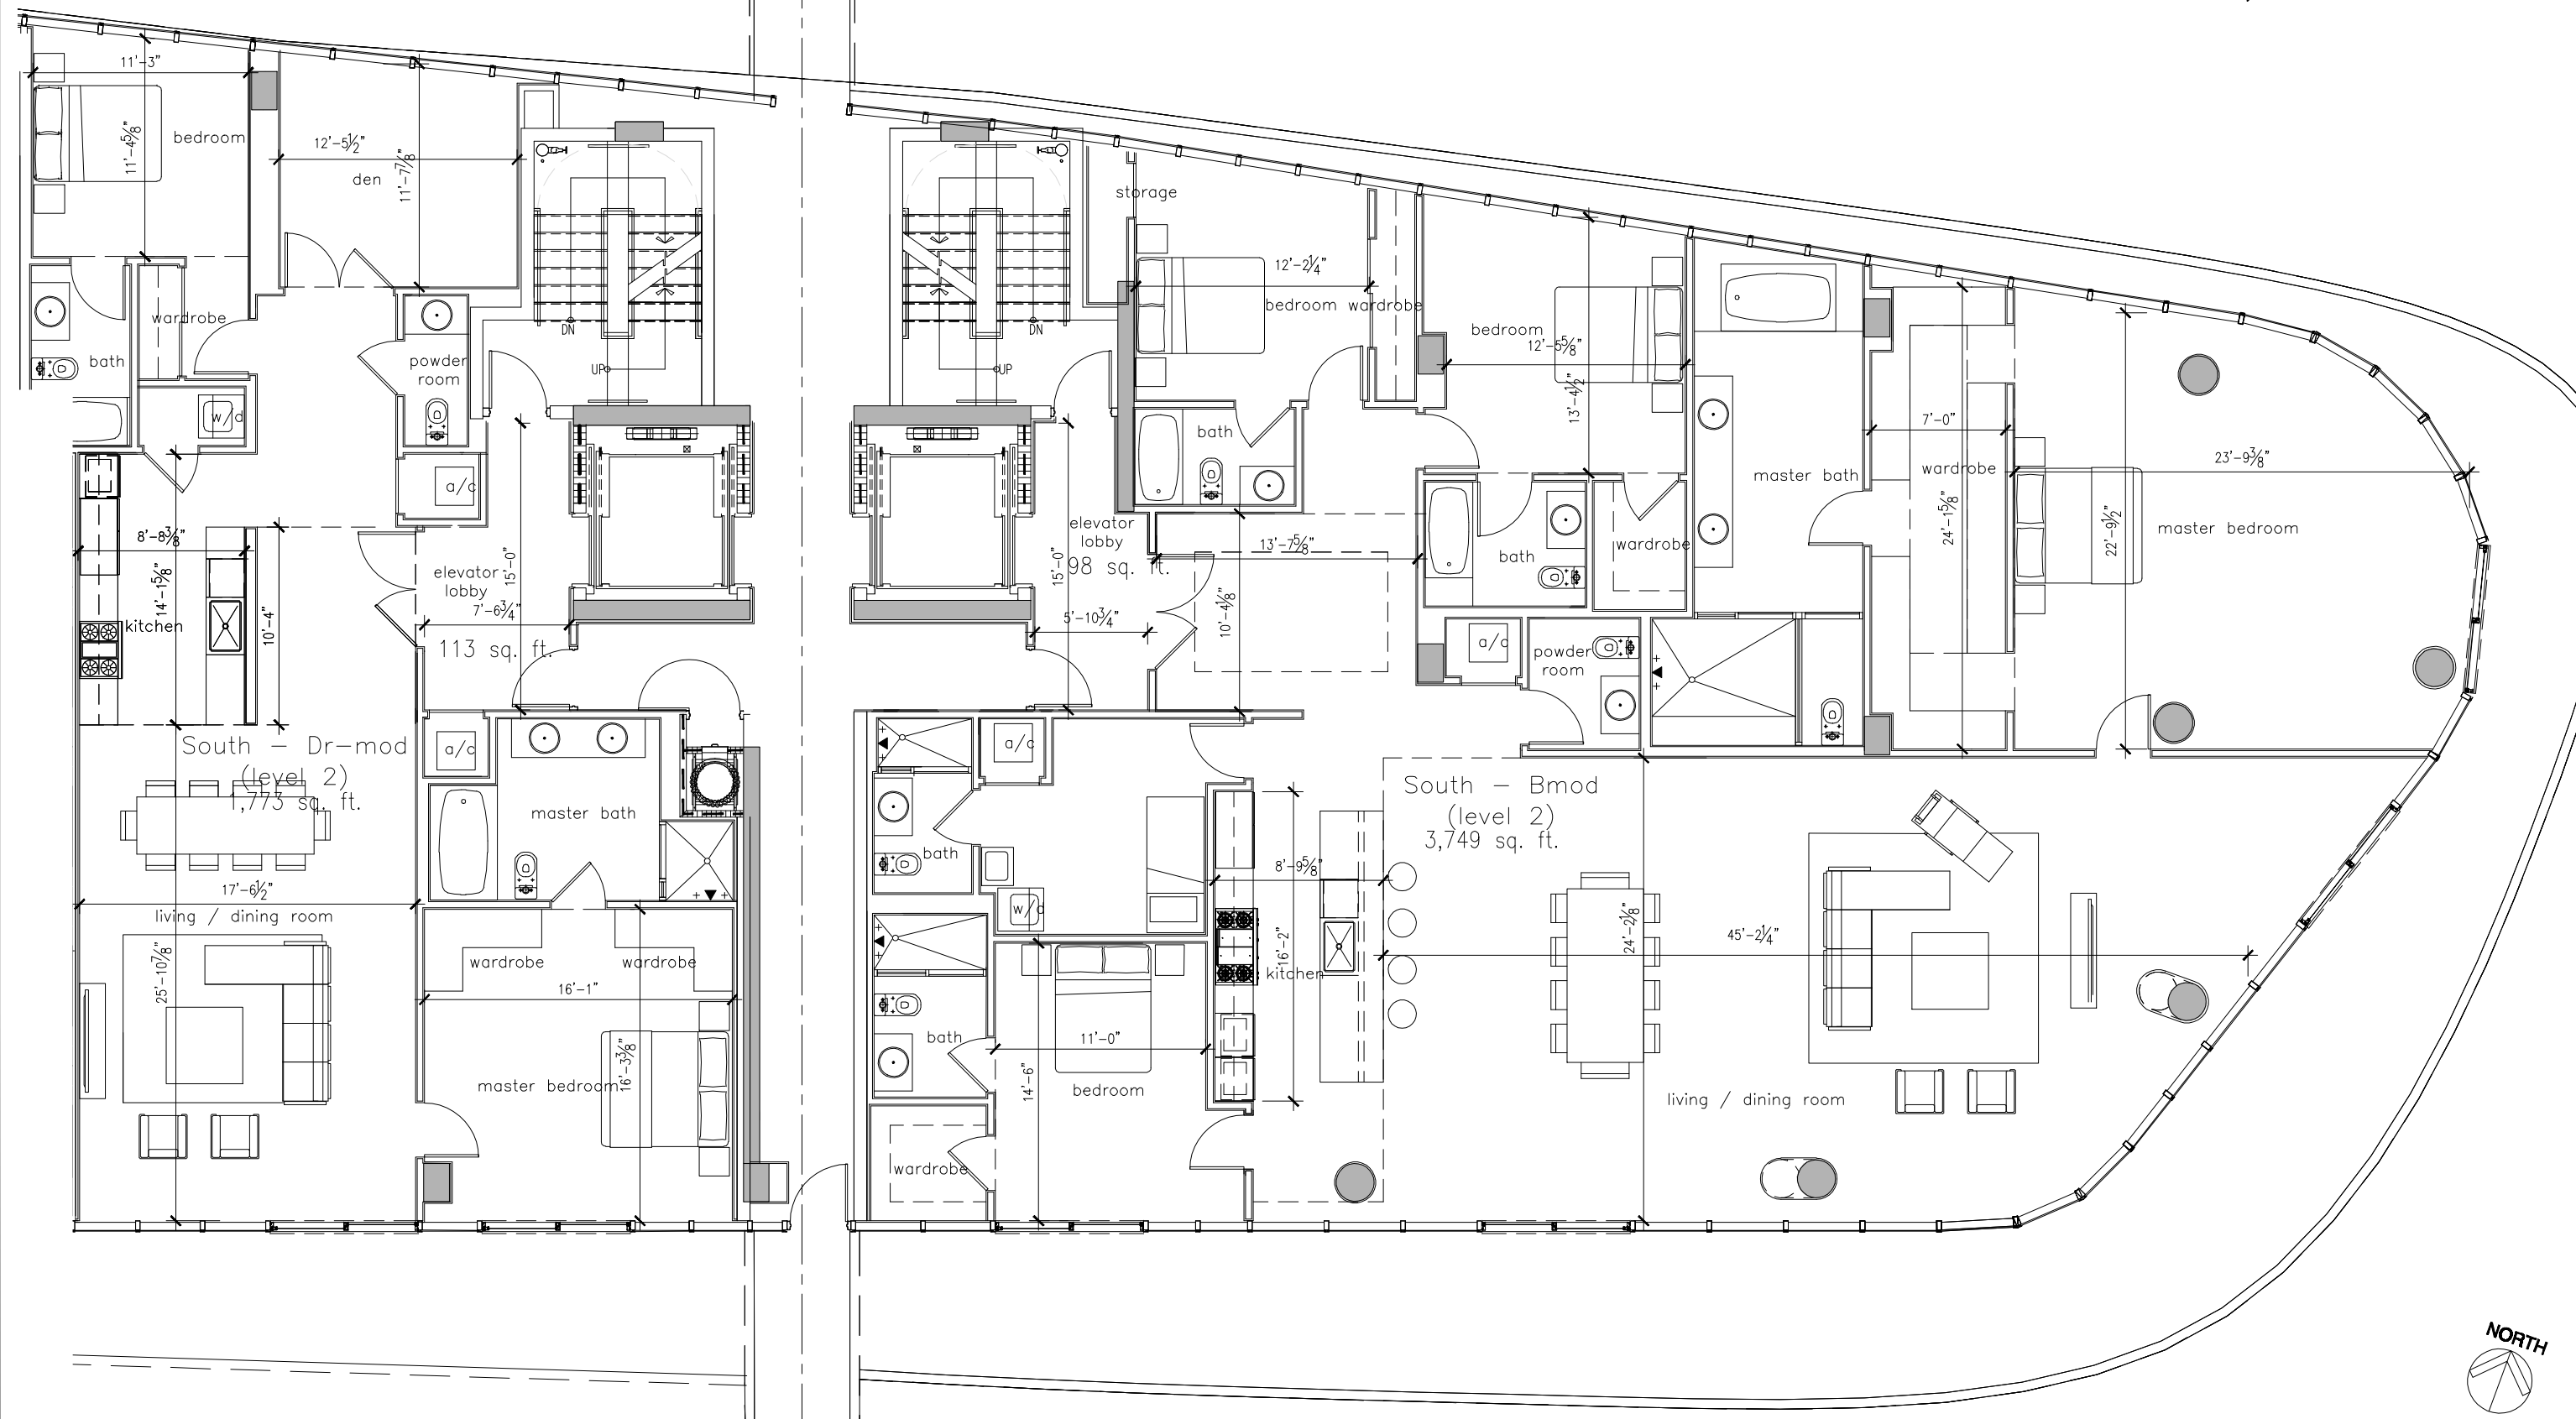 11'-3"
11'-4⅝"
bedroom
12'-5½"
den
11'-7⅞"
wardrobe
bath
w/d
powder
room
a/c
DN
UP
8'-8⅜"
14'-1⅝"
kitchen
10'-4"
elevator
lobby
15'-0"
7'-6¾"
113 sq. ft.
South - Dr-mod
(level 2)
1,773 sq. ft.
17'-6½"
living / dining room
25'-10⅞"
a/c
master bath
wardrobe
wardrobe
16'-1"
master bedroom
16'-3⅜"
DN
UP
storage
12'-2¼"
bedroom
wardrobe
bedroom
12'-5⅝"
13'-4½"
bath
elevator
lobby
98 sq. ft.
15'-0"
5'-10¾"
13'-7⅝"
10'-4⅛"
bath
wardrobe
a/c
powder
room
master bath
7'-0"
wardrobe
24'-1⅝"
23'-9⅜"
master bedroom
22'-9½"
South - Bmod
(level 2)
3,749 sq. ft.
a/c
bath
w/d
bath
wardrobe
11'-0"
14'-6"
bedroom
8'-9⅝"
16'-2"
kitchen
24'-2⅛"
45'-2¼"
living / dining room
NORTH